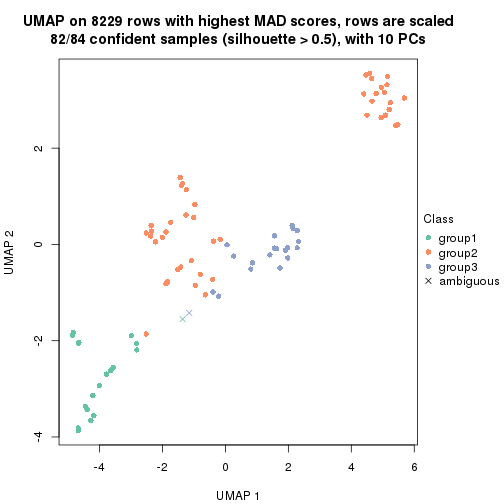 UMAP on 8229 rows with highest MAD scores, rows are scaled
82/84 confident samples (silhouette > 0.5), with 10 PCs
2
0
-2
-4
UMAP 2
-4 -2 0 2 4 6
UMAP 1
Class
group1
group2
group3
ambiguous